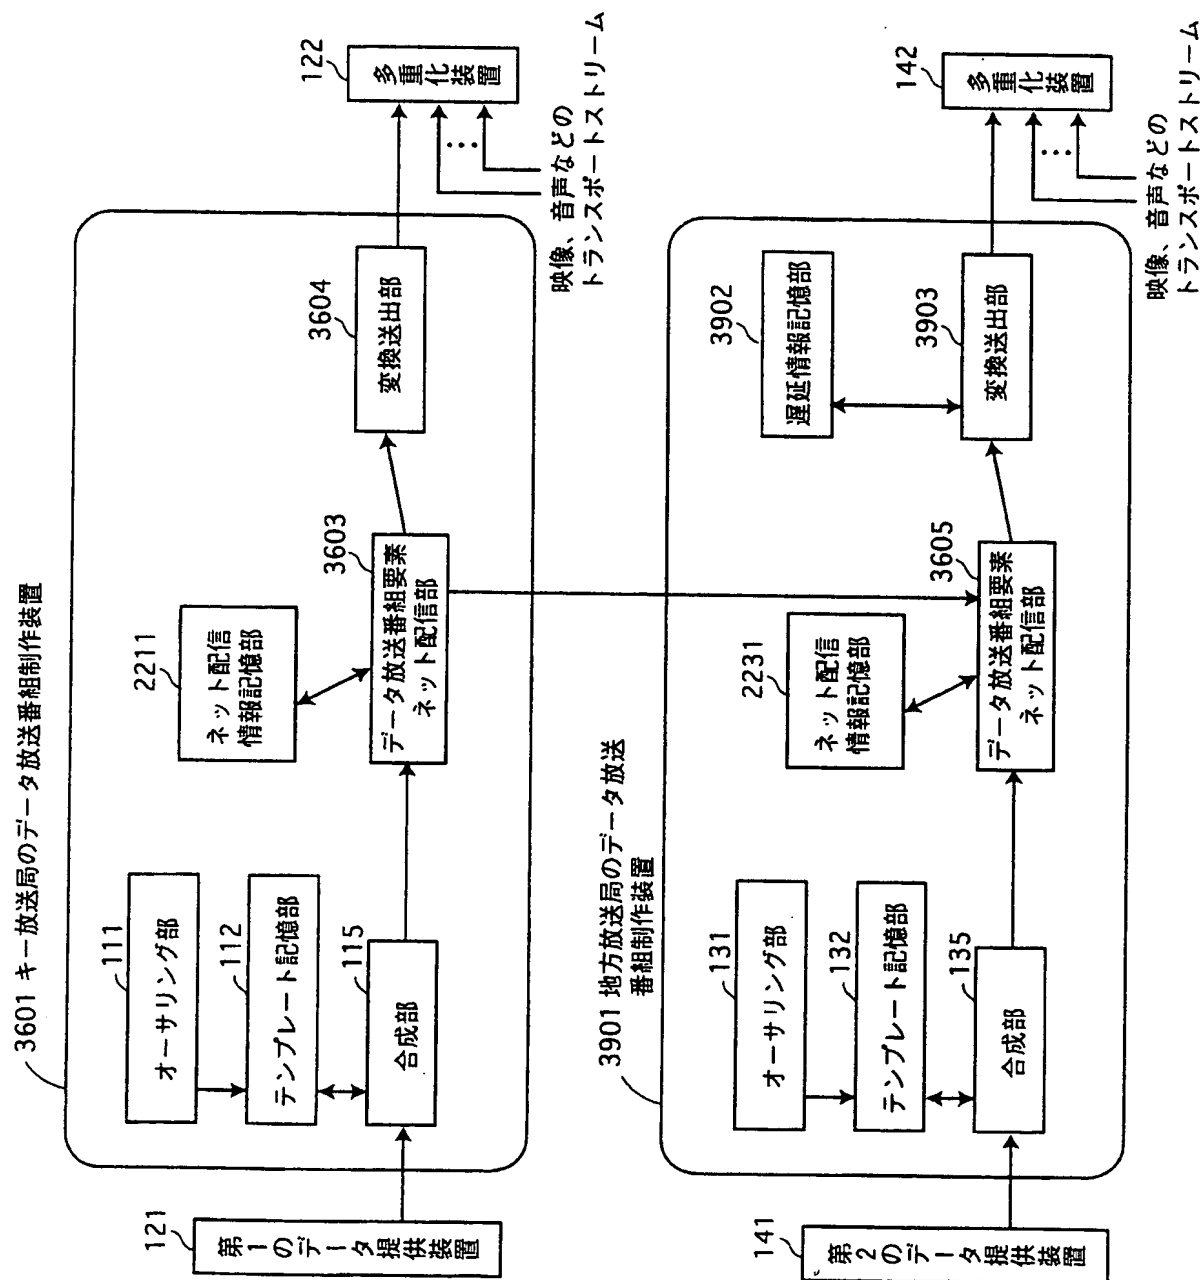 3601 キー放送局のデータ放送番組制作装置
111
オーサリング部
112
テンプレート記憶部
115
合成部
121
第1のデータ提供装置
2211
ネット配信
情報記憶部
3603
データ放送番組要素
ネット配信部
3604
変換送出部
122
多重化装置
...
映像、音声などの
トランスポートストリーム
3901 地方放送局のデータ放送
番組制作装置
131
オーサリング部
132
テンプレート記憶部
135
合成部
141
第2のデータ提供装置
2231
ネット配信
情報記憶部
3605
データ放送番組要素
ネット配信部
3902
遅延情報記憶部
3903
変換送出部
142
多重化装置
...
映像、音声などの
トランスポートストリーム